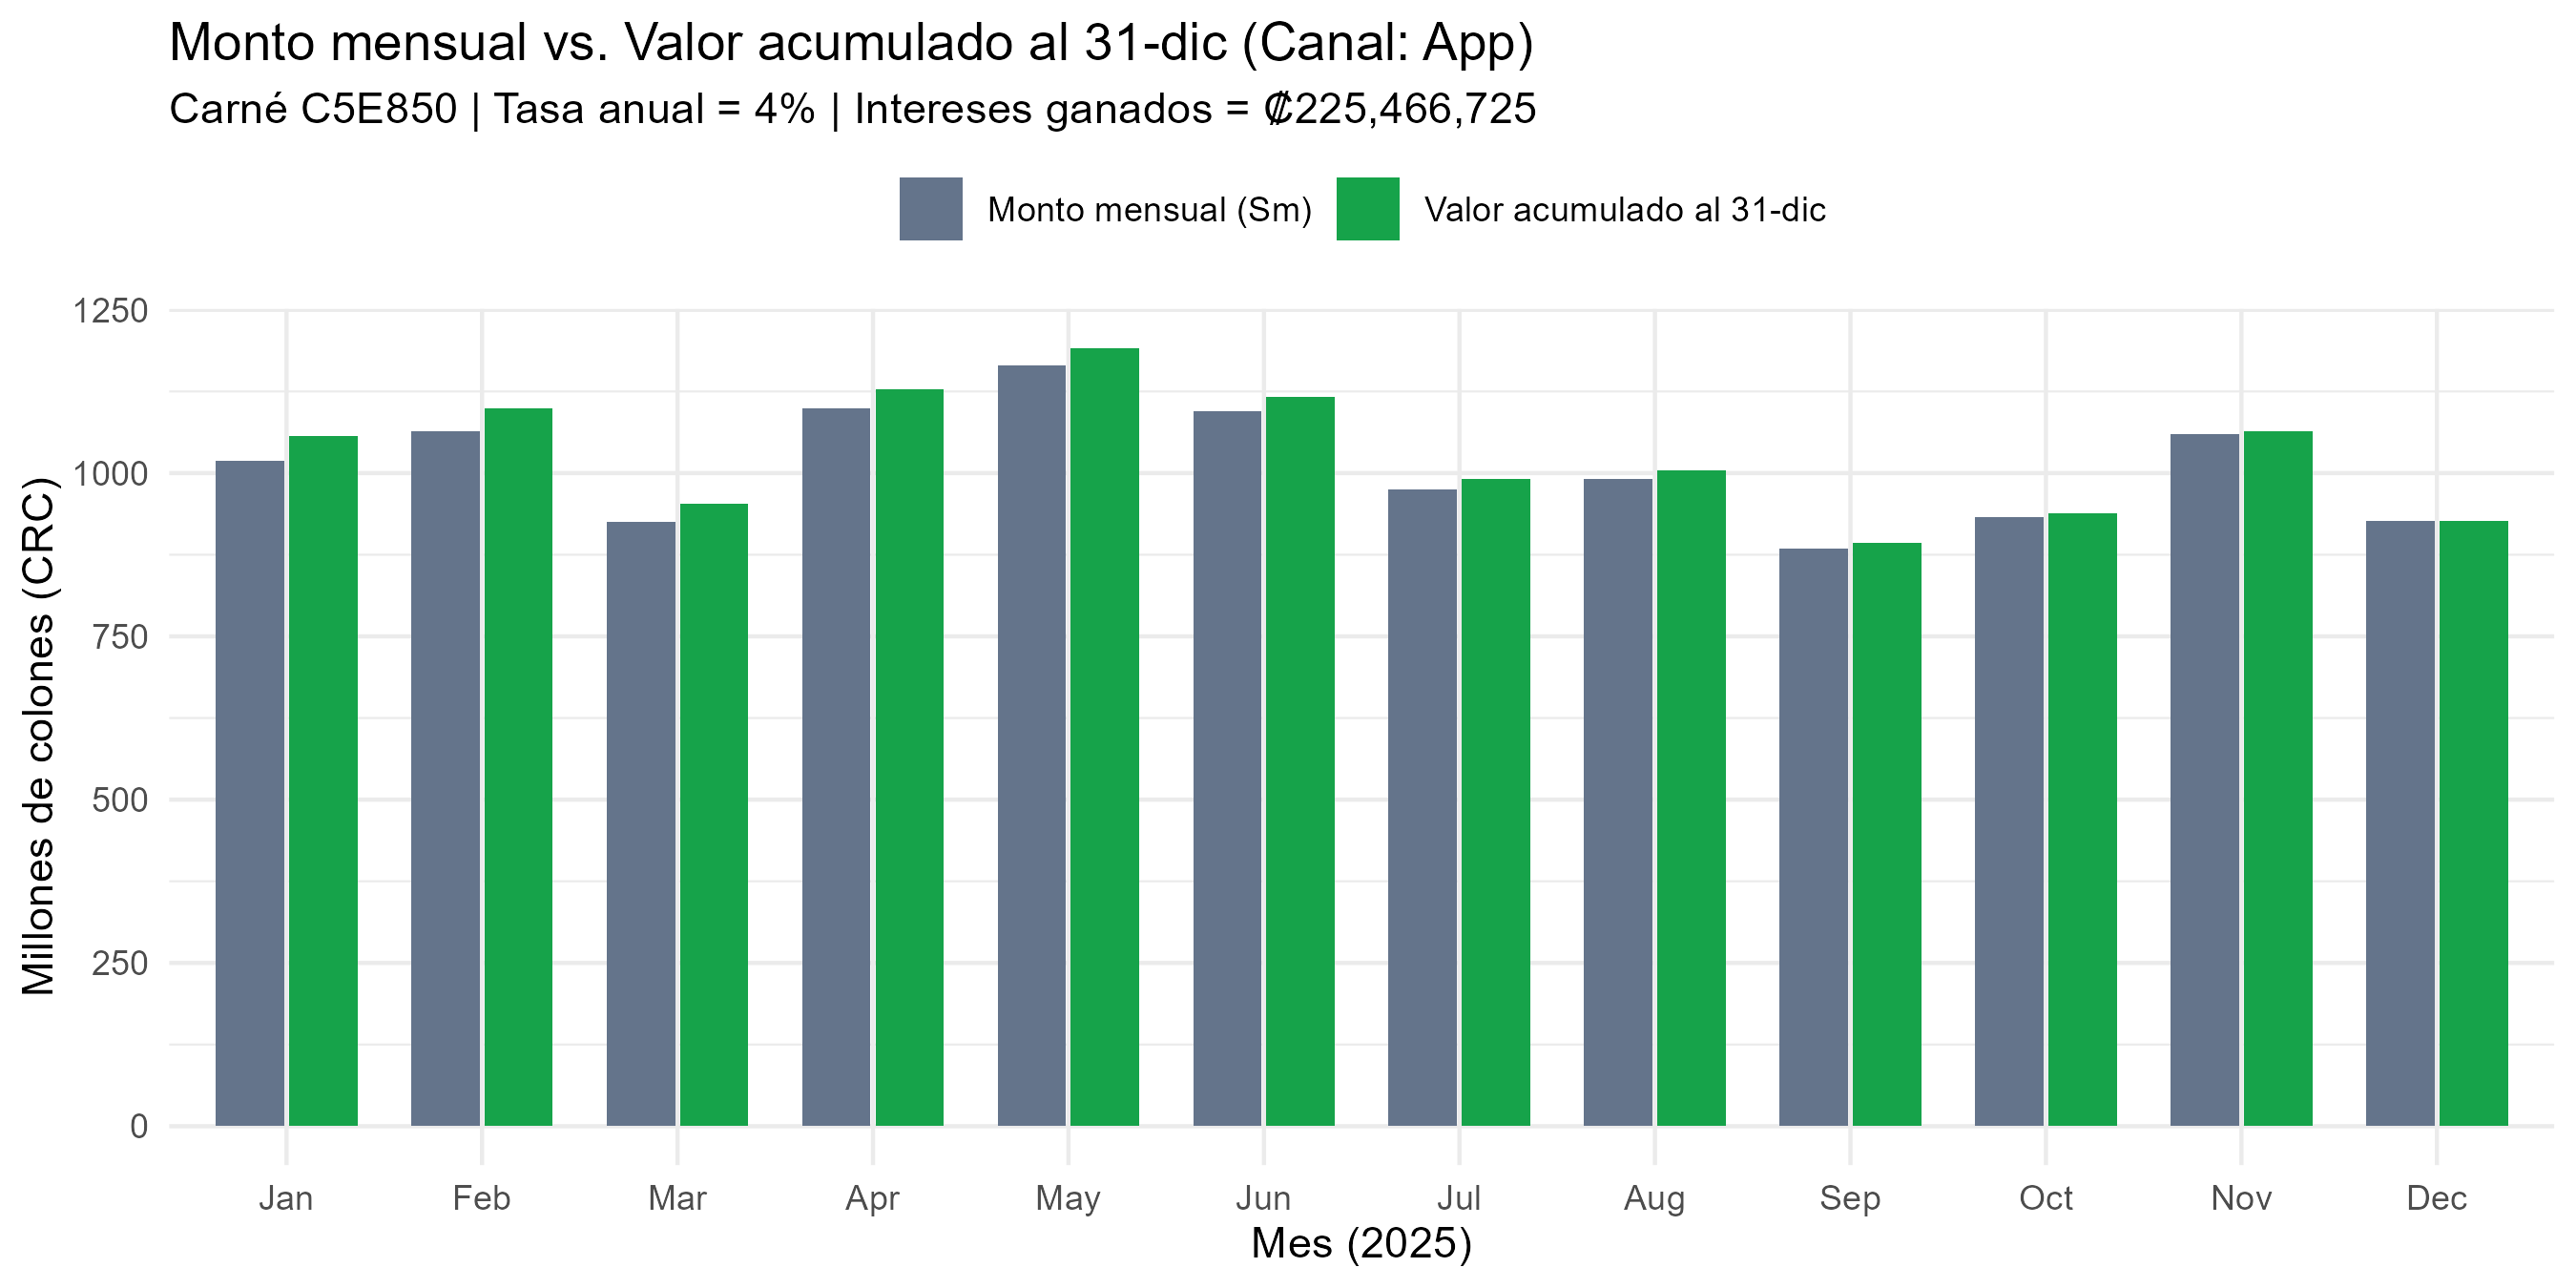 Monto mensual vs. Valor acumulado al 31-dic (Canal: App)
Carné C5E850 | Tasa anual = 4% | Intereses ganados = ₡225,466,725
Monto mensual (Sm) Valor acumulado al 31-dic
Millones de colones (CRC)
1250
1000
750
500
250
0
Jan Feb Mar Apr May Jun Jul Aug Sep Oct Nov Dec
Mes (2025)